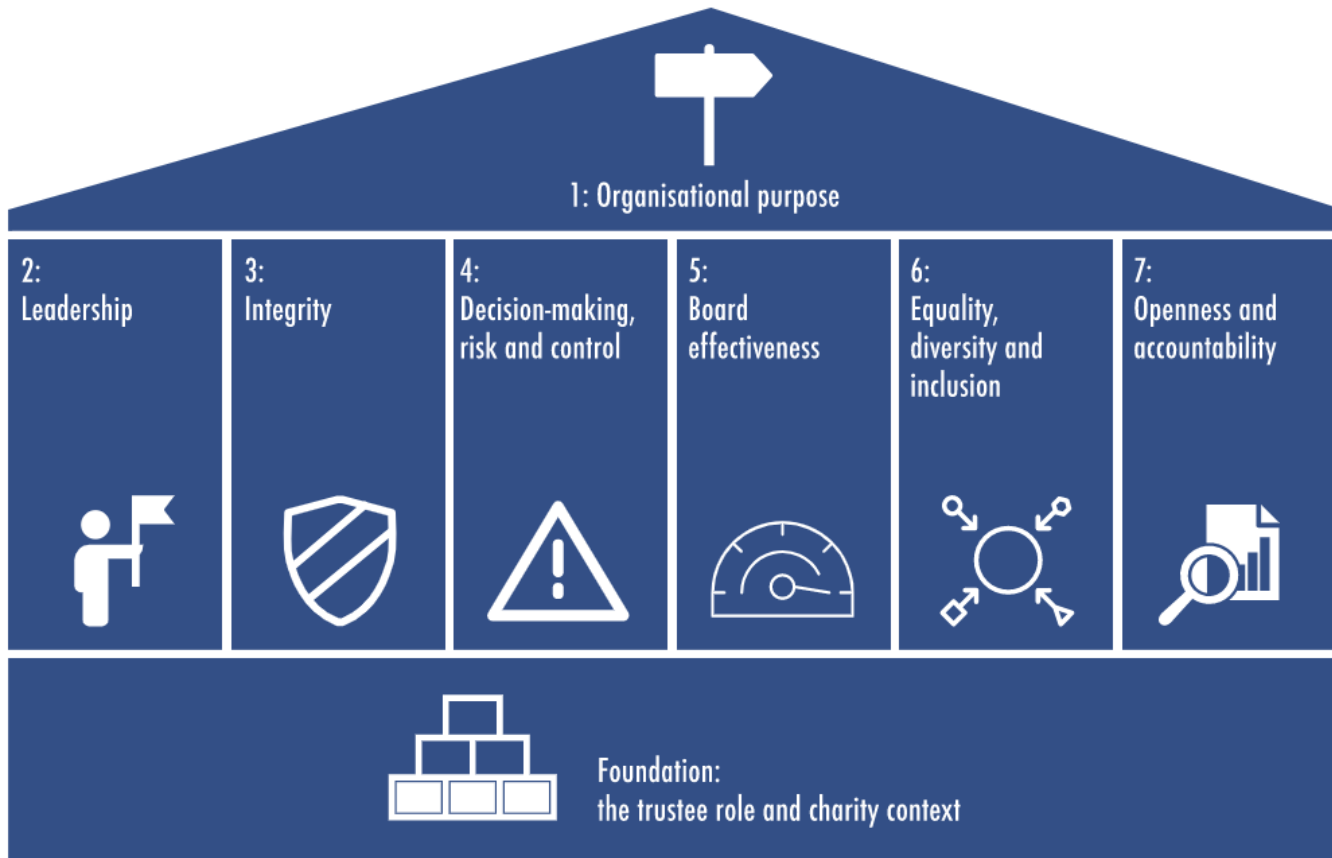 1: Organisational purpose
2:
Leadership
3:
Integrity
4:
Decision-making,
risk and control
5:
Board
effectiveness
6:
Equality,
diversity and
inclusion
7:
Openness and
accountability
Foundation:
the trustee role and charity context